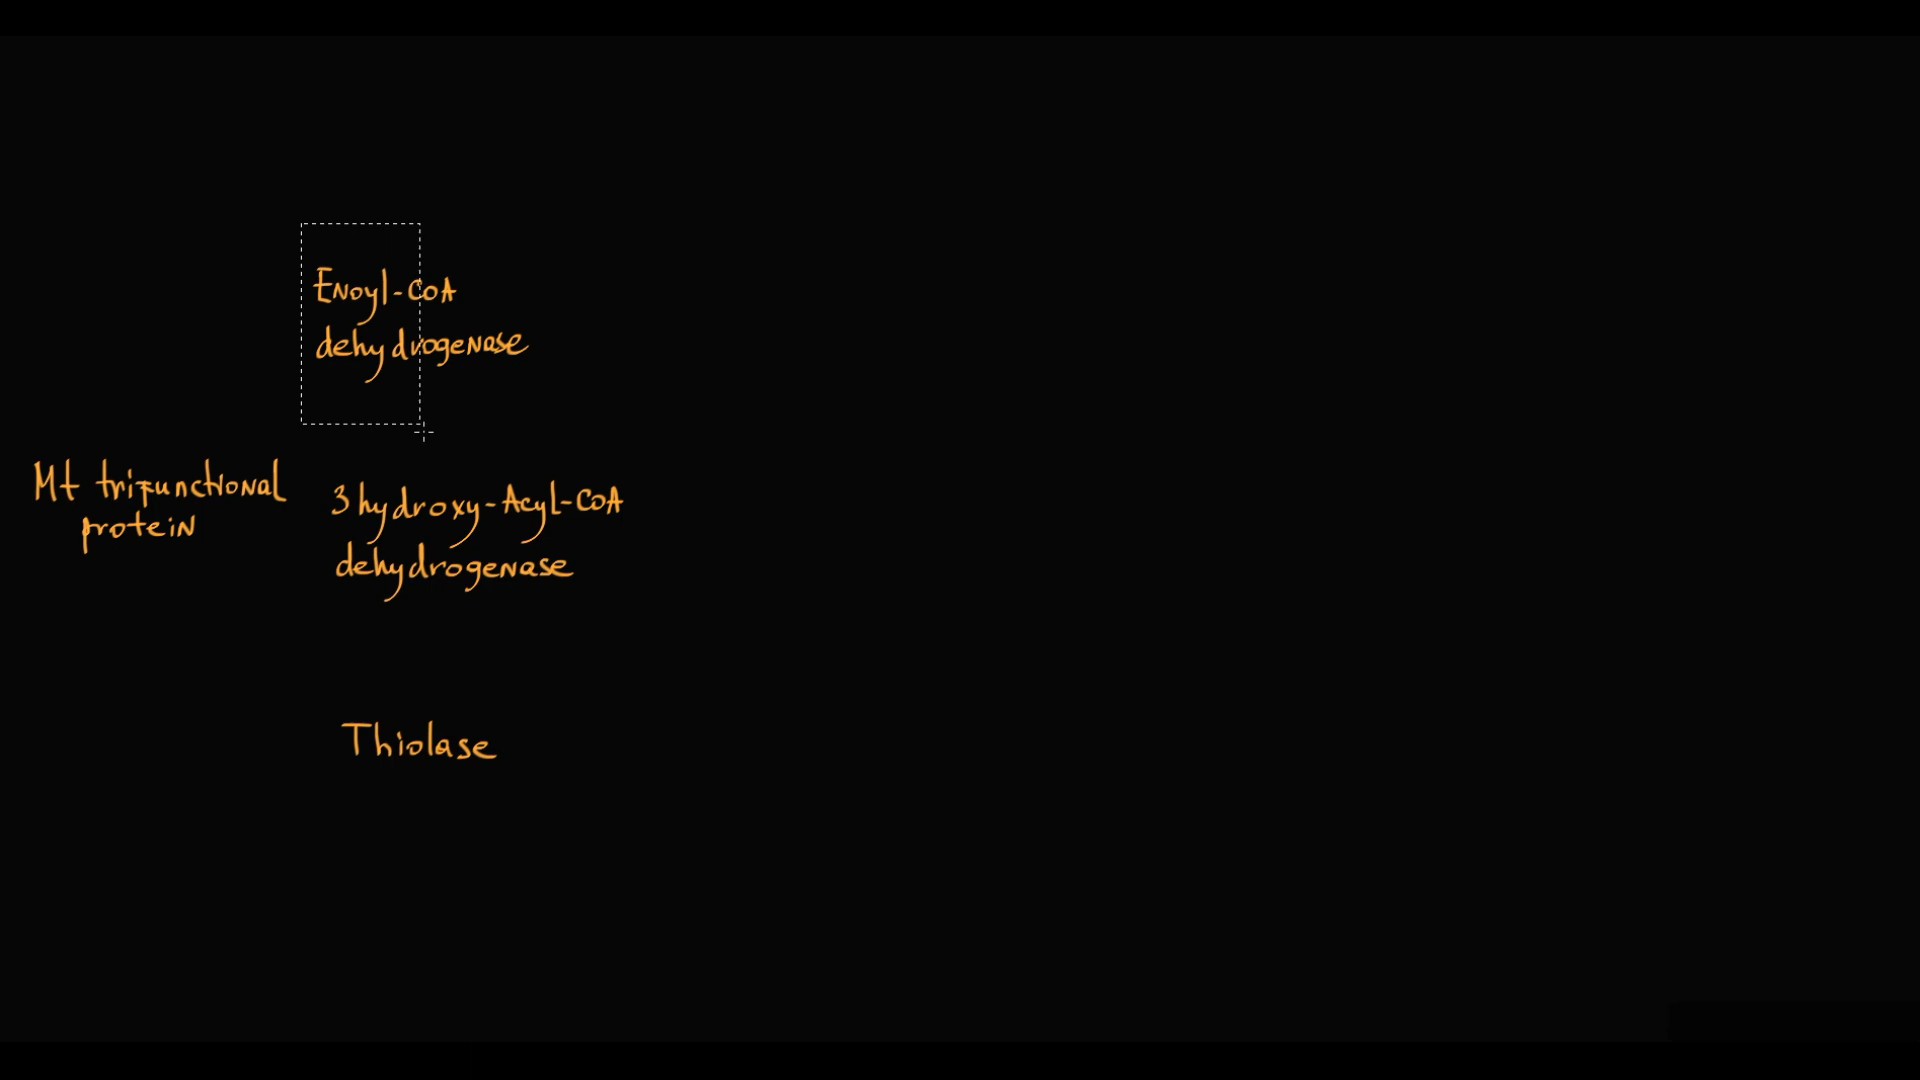 Enoyl-CoA
dehydrogenase
Mt trifunctional
protein
3 hydroxy-Acyl-CoA
dehydrogenase
Thiolase